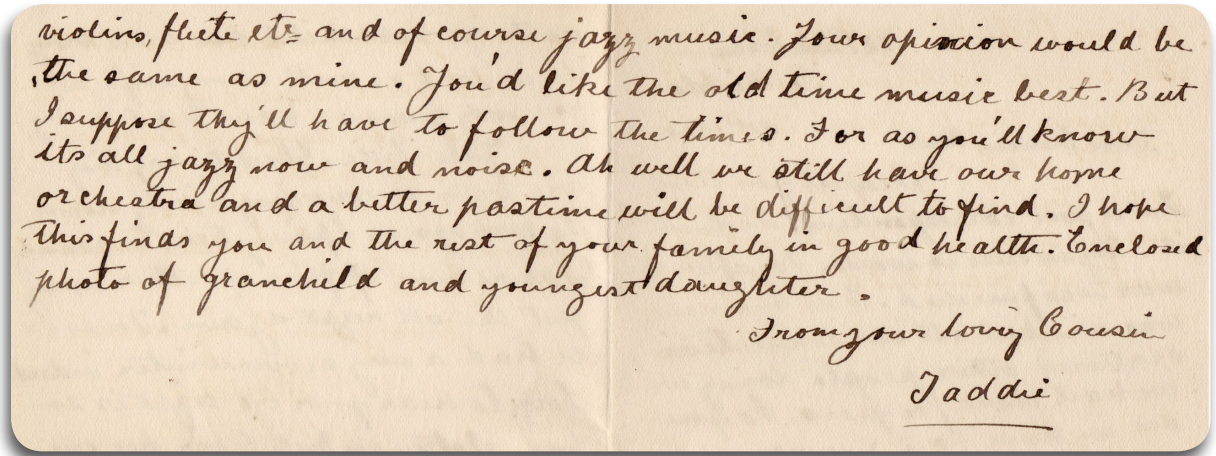 violins, flute etc and of course jazz music. Your opinion would be
the same as mine. You'd like the old time music best. But
I suppose they'll have to follow the times. For as you'll know
its all jazz now and noise. Ah well we still have our home
orchestra and a better pastime will be difficult to find. I hope
this finds you and the rest of your family in good health. Enclosed
photo of granchild and youngest daughter.
From your loving Cousin
Taddie